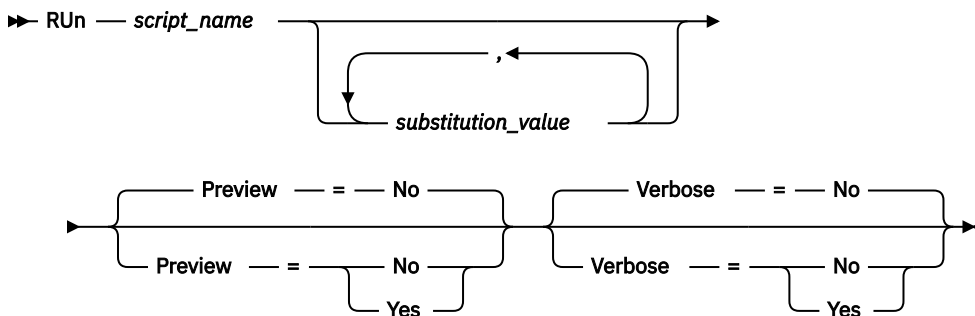 RUn script_name
,
substitution_value
Preview = No Verbose = No
Preview = No Verbose = No
Yes Yes